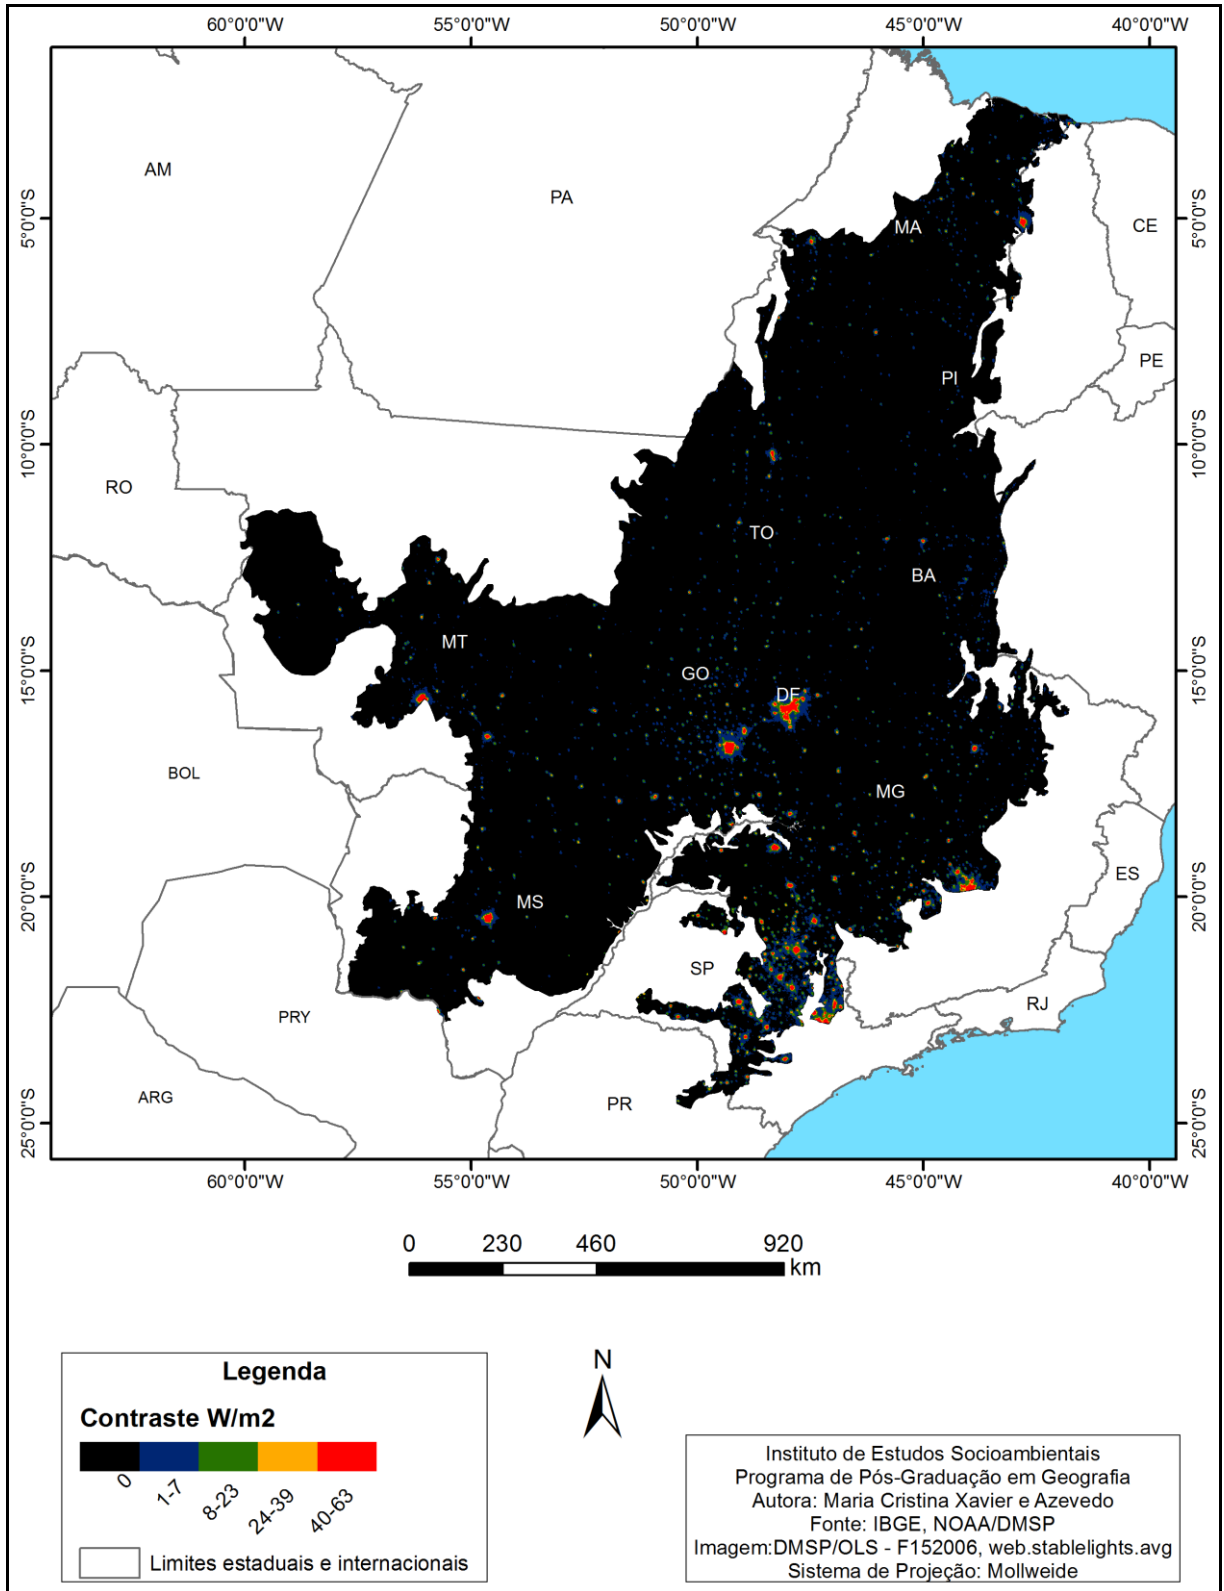 60°0'0"W
55°0'0"W
50°0'0"W
45°0'0"W
40°0'0"W
AM
PA
5°0'0"S
MA
CE
5°0'0"S
PE
PI
10°0'0"S
10°0'0"S
RO
TO
BA
MT
15°0'0"S
GO
DF
15°0'0"S
BOL
MG
ES
20°0'0"S
MS
20°0'0"S
SP
RJ
PRY
ARG
PR
25°0'0"S
25°0'0"S
60°0'0"W
55°0'0"W
50°0'0"W
45°0'0"W
40°0'0"W
0 230 460 920
km
N
Legenda
Contraste W/m2
0 1-7 8-23 24-39 40-63
Limites estaduais e internacionais
Instituto de Estudos Socioambientais
Programa de Pós-Graduação em Geografia
Autora: Maria Cristina Xavier e Azevedo
Fonte: IBGE, NOAA/DMSP
Imagem:DMSP/OLS - F152006, web.stablelights.avg
Sistema de Projeção: Mollweide